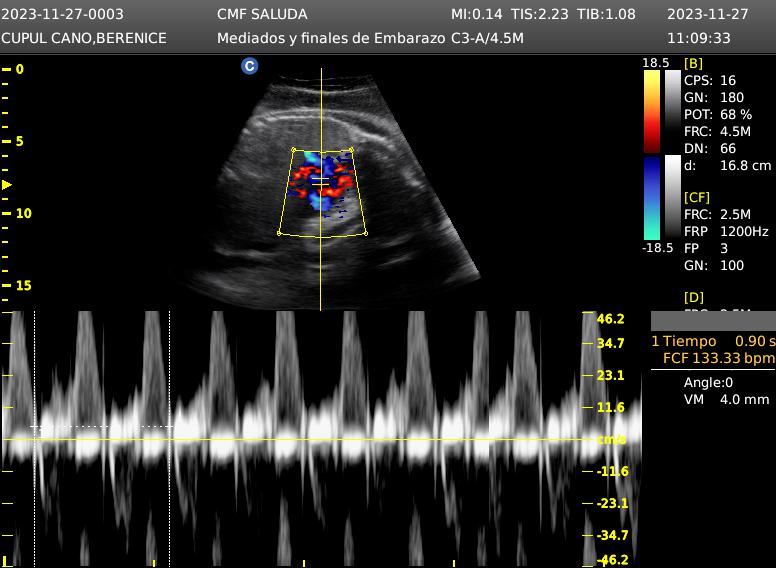 2023-11-27-0003 CMF SALUDA MI:0.14 TIS:2.23 TIB:1.08 2023-11-27
CUPUL CANO,BERENICE Mediados y finales de Embarazo C3-A/4.5M 11:09:33
C
0
5
10
15
18.5
-18.5
[B]
CPS: 16
GN: 180
POT: 68 %
FRC: 4.5M
DN: 66
d: 16.8 cm
[CF]
FRC: 2.5M
FRP 1200Hz
FP 3
GN: 100
[D]
46.2
34.7
23.1
11.6
cm/s
-11.6
-23.1
-34.7
-46.2
1 Tiempo 0.90 s
FCF 133.33 bpm
Angle:0
VM 4.0 mm